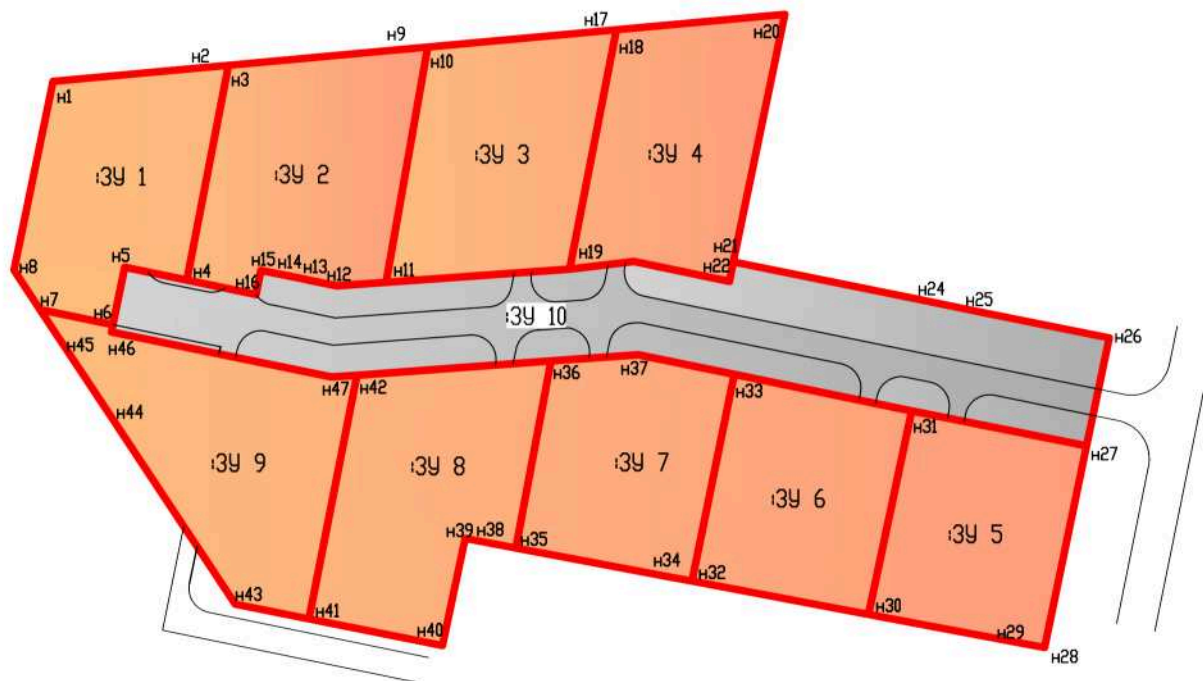 н17
н20
н9
н18
н2
н10
н3
н1
:ЗУ 3
:ЗУ 4
:ЗУ 2
:ЗУ 1
н21
н5
н19
н8
н15
н14
н4
н13
н11
н22
н12
н16
н24
н25
н7
н6
:ЗУ 10
н26
н46
н45
н37
н36
н47
н42
н33
н44
н31
н27
:ЗУ 9
:ЗУ 8
:ЗУ 7
:ЗУ 6
н39
н38
:ЗУ 5
н35
н34
н32
н43
н30
н41
н40
н29
н28